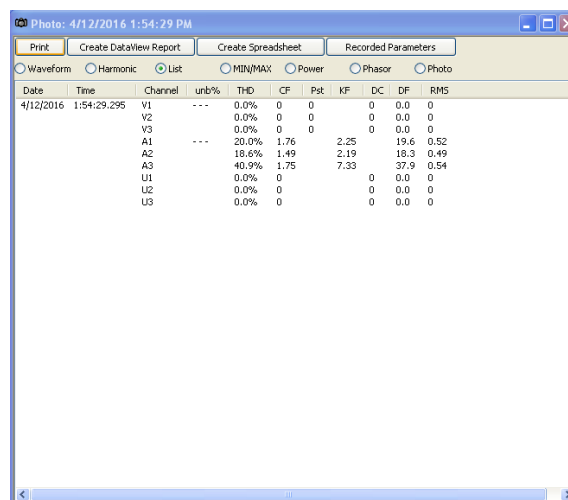 Photo: 4/12/2016 1:54:29 PM
Print Create DataView Report Create Spreadsheet Recorded Parameters
Waveform Harmonic List MIN/MAX Power Phasor Photo
Date Time Channel unb% THD CF Pst KF DC DF RMS
4/12/2016 1:54:29.295 V1 --- 0.0% 0 0 0 0.0 0
V2 0.0% 0 0 0 0.0 0
V3 0.0% 0 0 0 0.0 0
A1 --- 20.0% 1.76 2.25 19.6 0.52
A2 18.6% 1.49 2.19 18.3 0.49
A3 40.9% 1.75 7.33 37.9 0.54
U1 0.0% 0 0 0.0 0
U2 0.0% 0 0 0.0 0
U3 0.0% 0 0 0.0 0